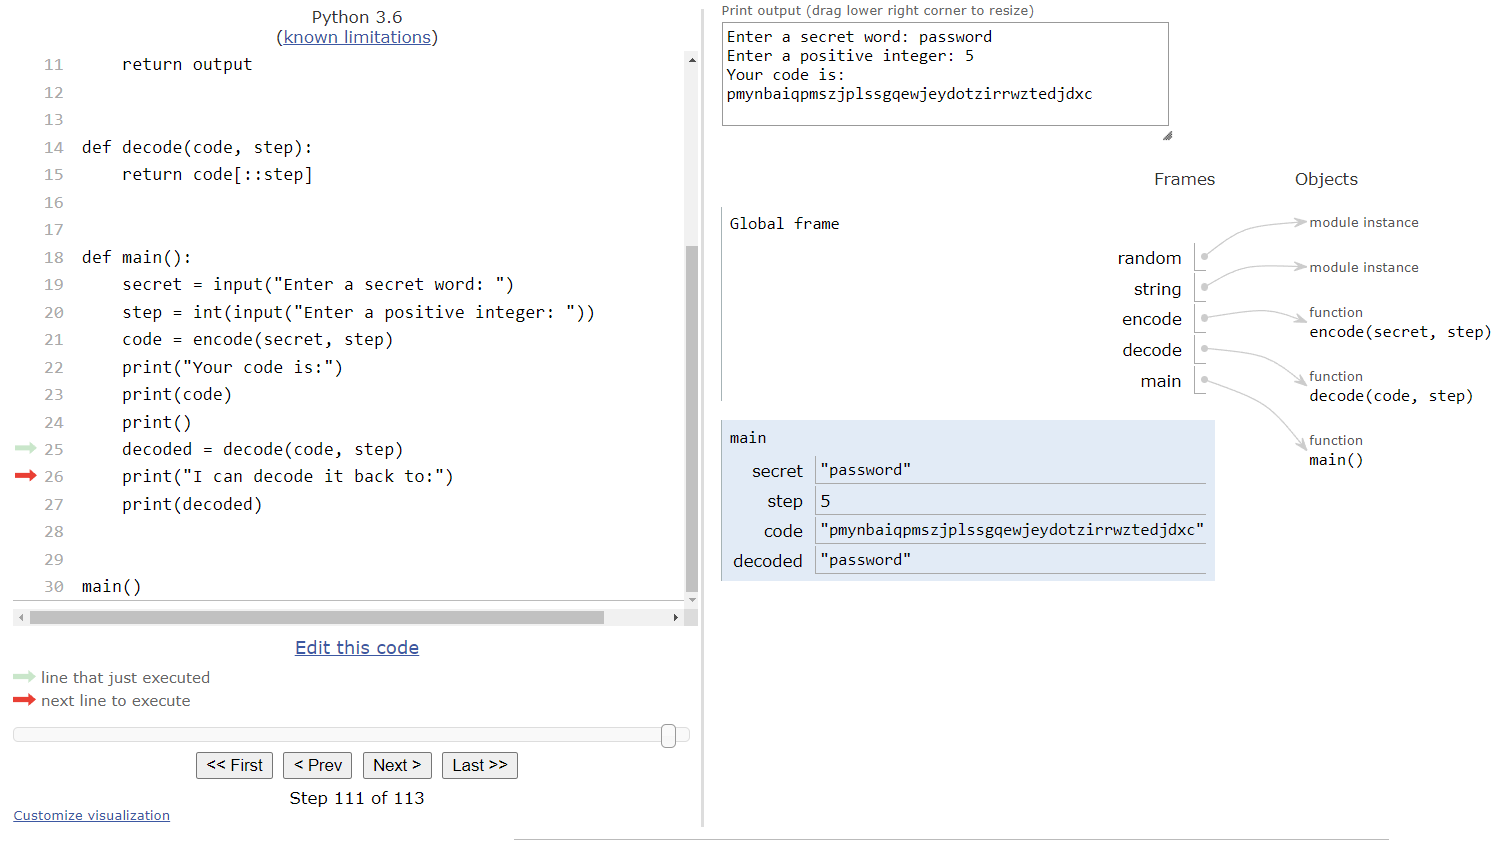 Python 3.6
(known limitations)
11 return output
12
13
14 def decode(code, step):
15 return code[::step]
16
17
18 def main():
19 secret = input("Enter a secret word: ")
20 step = int(input("Enter a positive integer: "))
21 code = encode(secret, step)
22 print("Your code is:")
23 print(code)
24 print()
25 decoded = decode(code, step)
26 print("I can decode it back to:")
27 print(decoded)
28
29
30 main()
Edit this code
line that just executed
next line to execute
<< First < Prev Next > Last >>
Step 111 of 113
Customize visualization
Print output (drag lower right corner to resize)
Enter a secret word: password
Enter a positive integer: 5
Your code is:
pmynbaiqpmszjplssgqewjeydotzirrwztedjdxc
Frames Objects
Global frame
random
string
encode
decode
main
module instance
module instance
function
encode(secret, step)
function
decode(code, step)
function
main()
main
secret "password"
step 5
code "pmynbaiqpmszjplssgqewjeydotzirrwztedjdxc"
decoded "password"